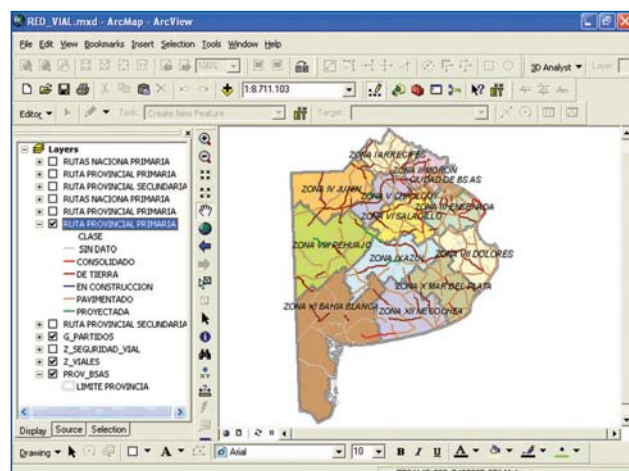 RED_VIAL.mxd - ArcMap - ArcView
File Edit View Bookmarks Insert Selection Tools Window Help
100%
3D Analyst Layer:
1:8.711.103
Editor Task: Create New Feature Target:
Layers
RUTAS NACIONA PRIMARIA
RUTA PROVINCIAL PRIMARIA
RUTA PROVINCIAL SECUNDARIA
RUTAS NACIONA PRIMARIA
RUTA PROVINCIAL PRIMARIA
RUTA PROVINCIAL PRIMARIA
CLASE
SIN DATO
CONSOLIDADO
DE TIERRA
EN CONSTRUCCION
PAVIMENTADO
PROYECTADA
RUTA PROVINCIAL SECUNDARIA
G_PARTIDOS
Z_SEGURIDAD_VIAL
Z_VIALES
PROV_BSAS
LIMITE PROVINCIA
ZONA I ARRECIFES
ZONA II MORON
CIUDAD DE BS AS
ZONA IV JUNIN
ZONA V CHACABUCO
ZONA III ENSENADA
ZONA VI SALADILLO
ZONA VIII PEHUAJO
ZONA VII DOLORES
ZONA IX AZUL
ZONA X MAR DEL PLATA
ZONA XI BAHIA BLANCA
ZONA XII NECOCHEA
Display Source Selection
Drawing A Arial 10 B I U A